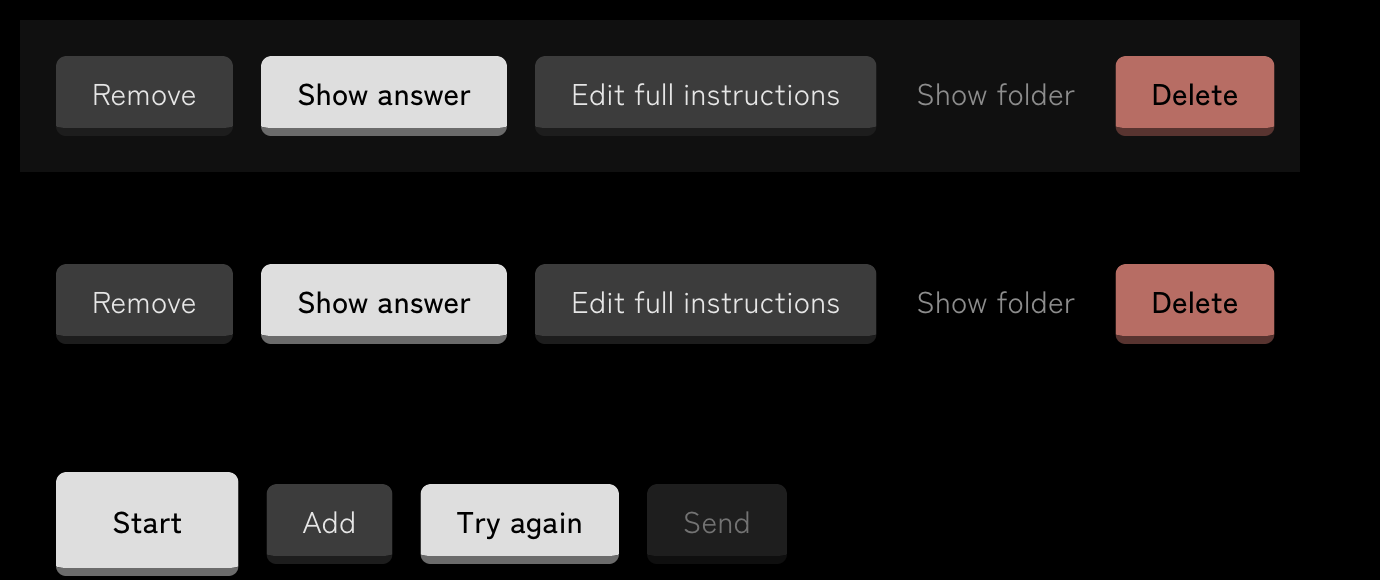 Remove Show answer Edit full instructions Show folder Delete
Remove Show answer Edit full instructions Show folder Delete
Start Add Try again Send